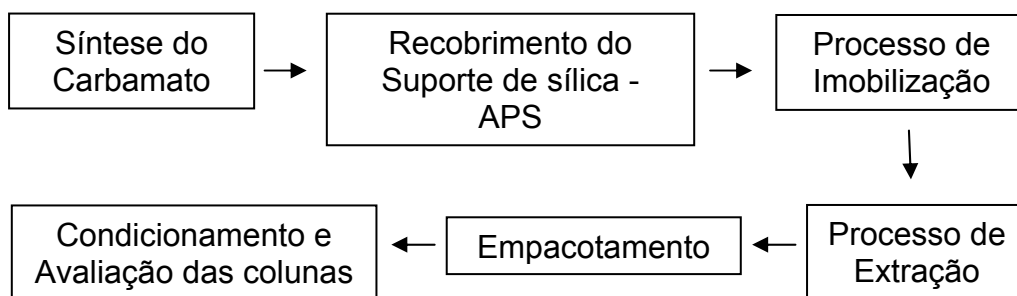 Síntese do
Carbamato
Recobrimento do
Suporte de sílica -
APS
Processo de
Imobilização
Processo de
Extração
Empacotamento
Condicionamento e
Avaliação das colunas